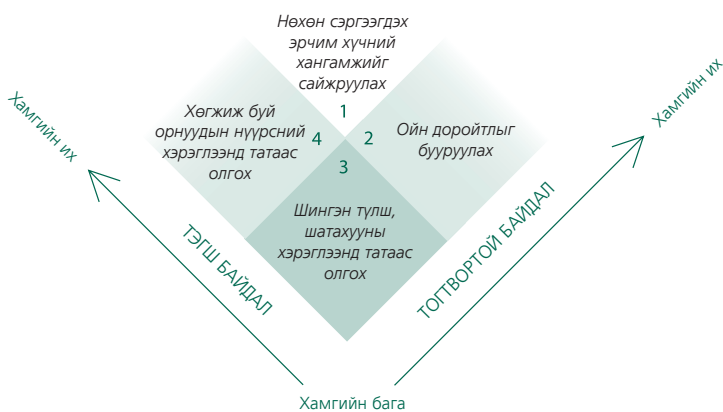 Нөхөн сэргээгдэх
эрчим хүчний
хангамжийг
сайжруулах
1
Хөгжиж буй
орнуудын нүүрсний
хэрэглээнд татаас
олгох
4
2
Ойн доройтлыг
бууруулах
3
Шингэн түлш,
шатахууны
хэрэглээнд татаас
олгох
Хамгийн их
Хамгийн их
ТЭГШ БАЙДАЛ
ТОГТВОРТОЙ БАЙДАЛ
Хамгийн бага